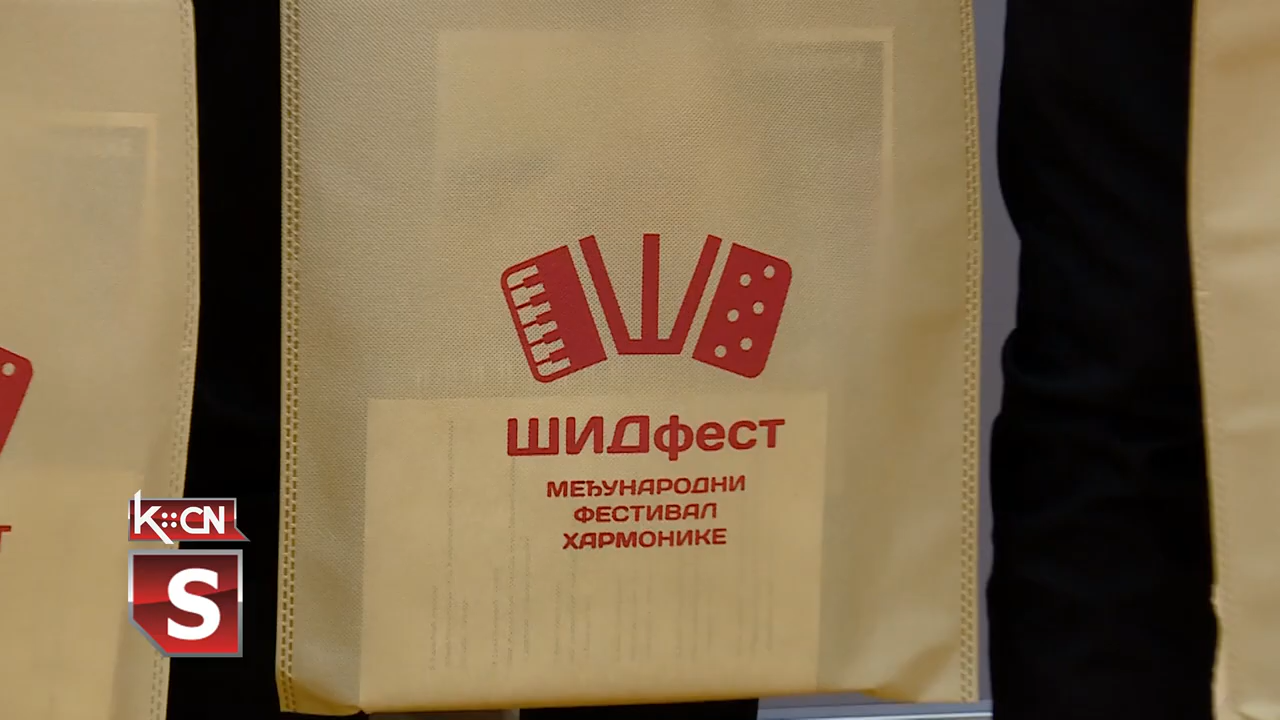 ШИДфест
МЕЂУНАРОДНИ
ФЕСТИВАЛ
ХАРМОНИКЕ
т
K::CN
S